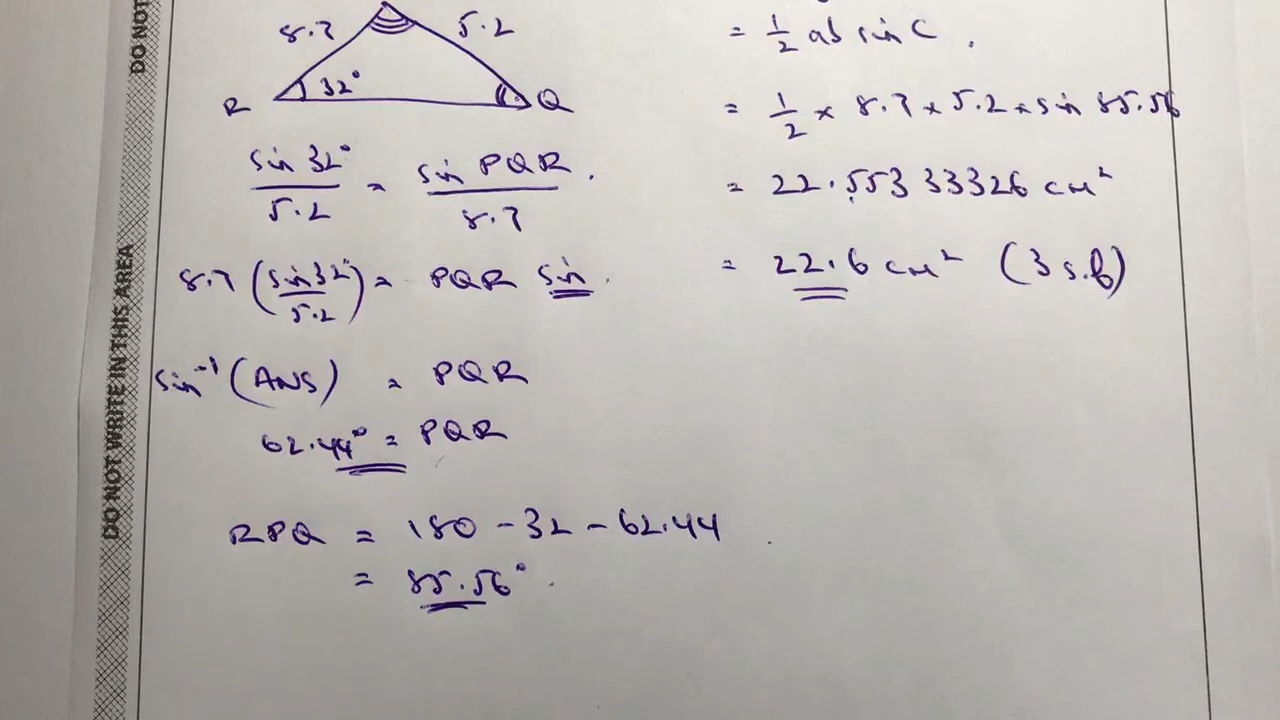 DO NOT
DO NOT WRITE IN THIS AREA
8.7
5.2
R
32°
Q
sin 32° / 5.2 = sin PQR / 8.7 .
8.7 (sin 32° / 5.2) = PQR sin .
sin⁻¹ (ANS) = PQR
62.44° = PQR
RPQ = 180 - 32 - 62.44
= 85.56°
= 1/2 ab sin C .
= 1/2 × 8.7 × 5.2 × sin 85.56
= 22.55333326 cm²
= 22.6 cm² (3 s.f)